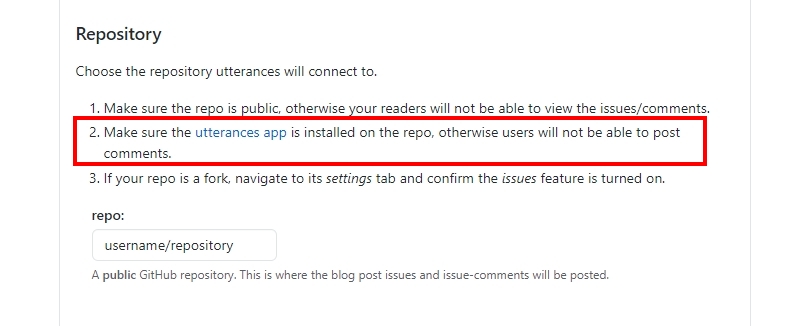 Repository
Choose the repository utterances will connect to.
1. Make sure the repo is public, otherwise your readers will not be able to view the issues/comments.
2. Make sure the utterances app is installed on the repo, otherwise users will not be able to post
comments.
3. If your repo is a fork, navigate to its settings tab and confirm the issues feature is turned on.
repo:
username/repository
A public GitHub repository. This is where the blog post issues and issue-comments will be posted.